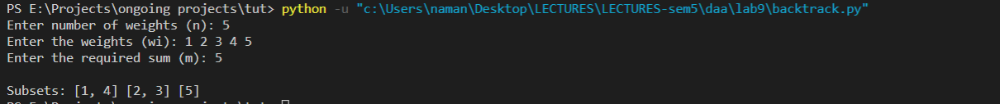 PS E:\Projects\ongoing projects\tut> python -u "c:\Users\naman\Desktop\LECTURES\LECTURES-sem5\daa\lab9\backtrack.py"
Enter number of weights (n): 5
Enter the weights (wi): 1 2 3 4 5
Enter the required sum (m): 5
Subsets: [1, 4] [2, 3] [5]
PS E:\Projects\ongoing projects\tut>